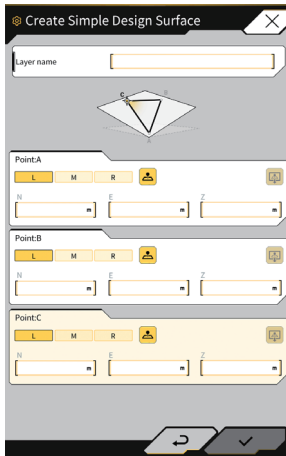 Create Simple Design Surface
Layer name
C B
A
Point:A
L M R
N E Z
m m m
Point:B
L M R
N E Z
m m m
Point:C
L M R
N E Z
m m m